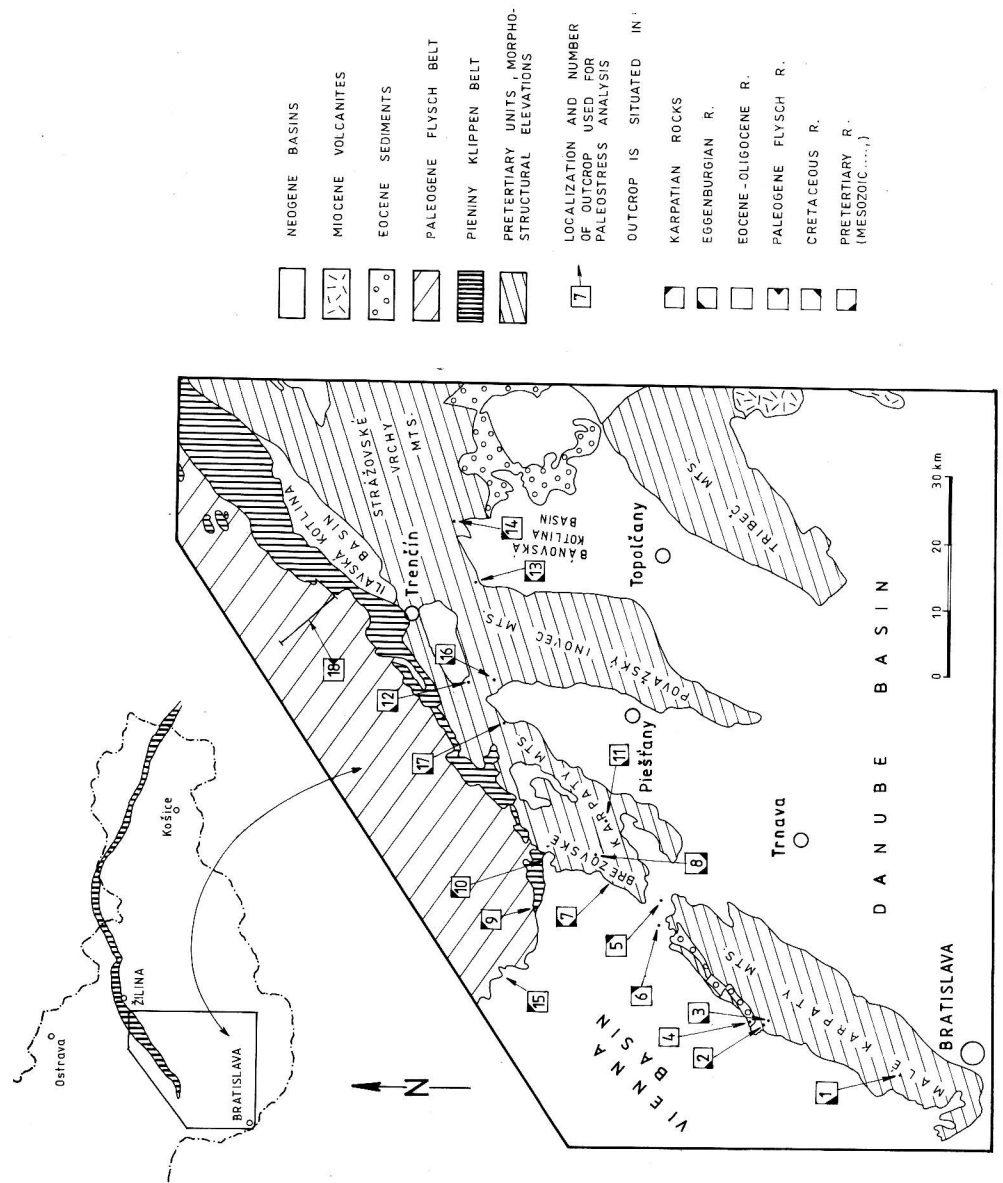 Ostrava
ŽILINA
Košice
BRATISLAVA
N
NEOGENE BASINS
MIOCENE VOLCANITES
EOCENE SEDIMENTS
PALEOGENE FLYSCH BELT
PIENINY KLIPPEN BELT
PRETERTIARY UNITS , MORPHO-
STRUCTURAL ELEVATIONS
7
LOCALIZATION AND NUMBER
OF OUTCROP USED FOR
PALEOSTRESS ANALYSIS
OUTCROP IS SITUATED IN:
KARPATIAN ROCKS
EGGENBURGIAN R.
EOCENE-OLIGOCENE R.
PALEOGENE FLYSCH R.
CRETACEOUS R.
PRETERTIARY R.
(MESOZOIC....,)
ILAVSKÁ KOTLINA
BASIN
STRÁŽOVSKÉ
VRCHY MTS.
Trenčín
18
12
16
14
13
BÁNOVSKÁ
KOTLINA
BASIN
17
POVAŽSKÝ INOVEC MTS.
Topolčany
TRIBEČ MTS.
Piešťany
10
9
15
BREZOVSKÉ KARPATY MTS.
11
8
7
5
6
VIENNA
BASIN
4
3
2
1
MALÉ KARPATY MTS.
Trnava
DANUBE BASIN
BRATISLAVA
0 10 20 30 km